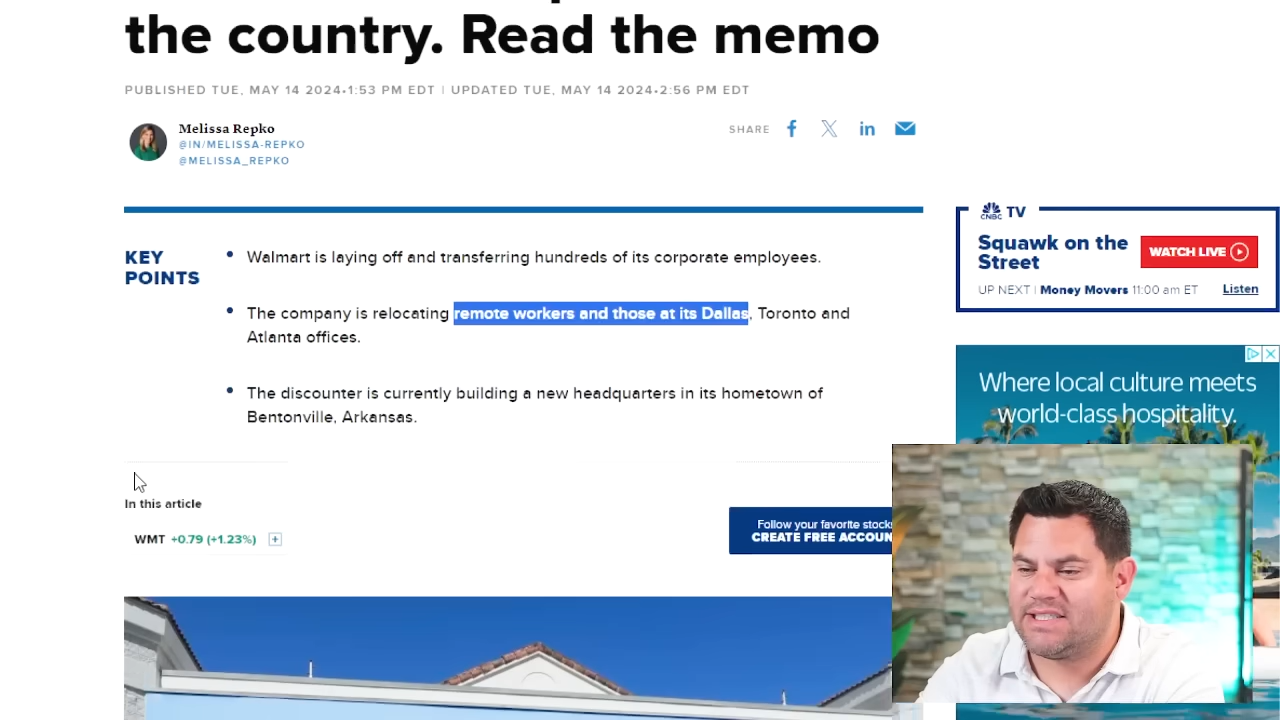 the country. Read the memo
PUBLISHED TUE, MAY 14 2024•1:53 PM EDT | UPDATED TUE, MAY 14 2024•2:56 PM EDT
Melissa Repko
@IN/MELISSA-REPKO
@MELISSA_REPKO
SHARE
KEY
POINTS
Walmart is laying off and transferring hundreds of its corporate employees.
The company is relocating remote workers and those at its Dallas, Toronto and
Atlanta offices.
The discounter is currently building a new headquarters in its hometown of
Bentonville, Arkansas.
In this article
WMT +0.79 (+1.23%)
Follow your favorite stock
CREATE FREE ACCOUN
CNBC TV
Squawk on the
Street
WATCH LIVE
UP NEXT | Money Movers 11:00 am ET
Listen
Where local culture meets
world-class hospitality.